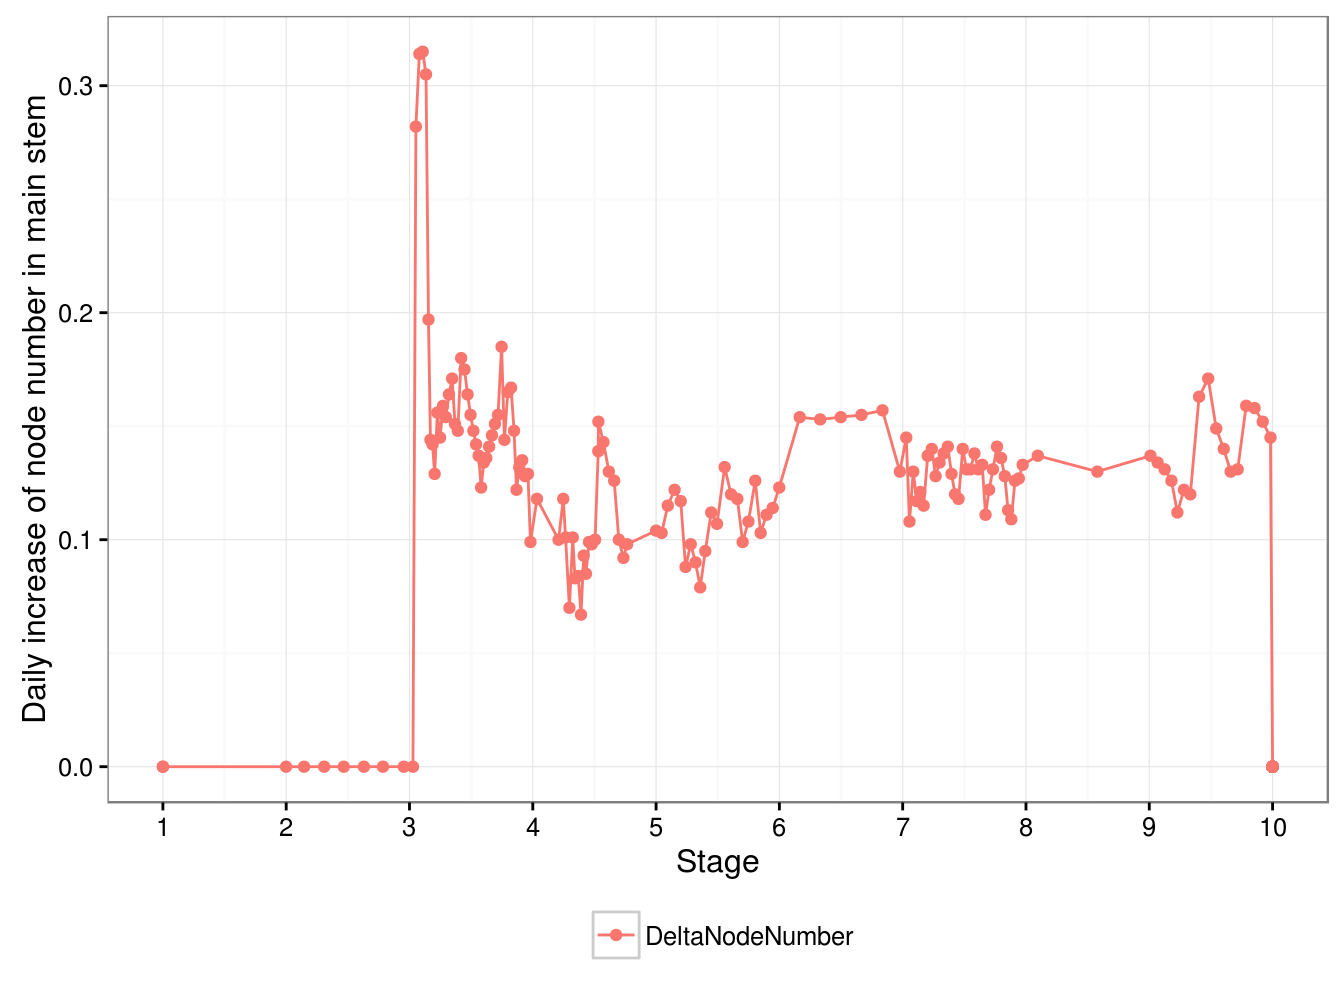 Daily increase of node number in main stem
0.3
0.2
0.1
0.0
1 2 3 4 5 6 7 8 9 10
Stage
DeltaNodeNumber